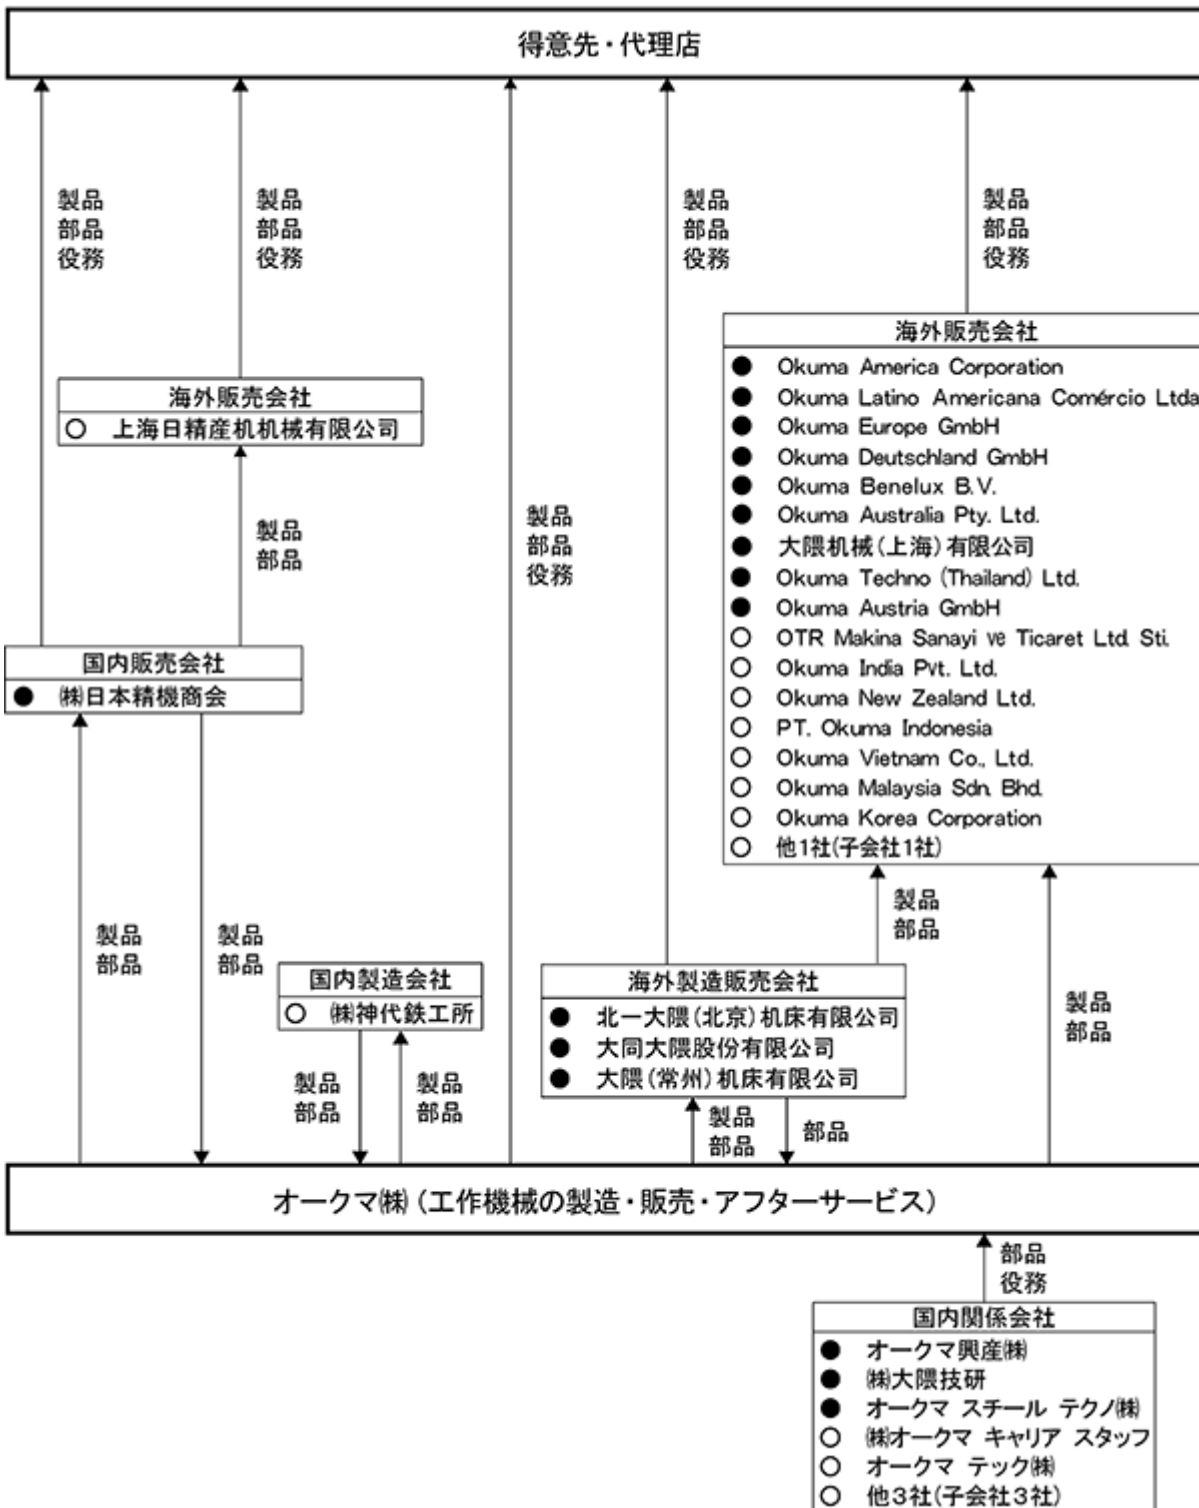 得意先・代理店
製品
部品
役務
製品
部品
役務
製品
部品
役務
製品
部品
役務
製品
部品
役務
海外販売会社
○ 上海日精産机机械有限公司
製品
部品
国内販売会社
● ㈱日本精機商会
海外販売会社
● Okuma America Corporation
● Okuma Latino Americana Comércio Ltda
● Okuma Europe GmbH
● Okuma Deutschland GmbH
● Okuma Benelux B.V.
● Okuma Australia Pty. Ltd.
● 大隈机械(上海)有限公司
● Okuma Techno (Thailand) Ltd.
● Okuma Austria GmbH
○ OTR Makina Sanayi ve Ticaret Ltd. Sti.
○ Okuma India Pvt. Ltd.
○ Okuma New Zealand Ltd.
○ PT. Okuma Indonesia
○ Okuma Vietnam Co., Ltd.
○ Okuma Malaysia Sdn. Bhd.
○ Okuma Korea Corporation
○ 他1社(子会社1社)
製品
部品
製品
部品
国内製造会社
○ ㈱神代鉄工所
製品
部品
製品
部品
海外製造販売会社
● 北一大隈(北京)机床有限公司
● 大同大隈股份有限公司
● 大隈(常州)机床有限公司
製品
部品
製品
部品
部品
製品
部品
オークマ㈱(工作機械の製造・販売・アフターサービス)
部品
役務
国内関係会社
● オークマ興産㈱
● ㈱大隈技研
● オークマ スチール テクノ㈱
○ ㈱オークマ キャリア スタッフ
○ オークマ テック㈱
○ 他3社(子会社3社)